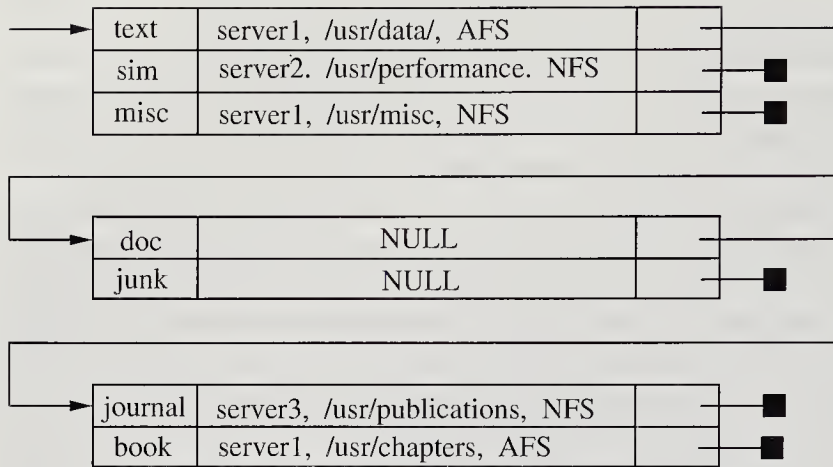 text server1, /usr/data/, AFS
sim server2. /usr/performance. NFS
misc server1, /usr/misc, NFS
doc NULL
junk NULL
journal server3, /usr/publications, NFS
book server1, /usr/chapters, AFS